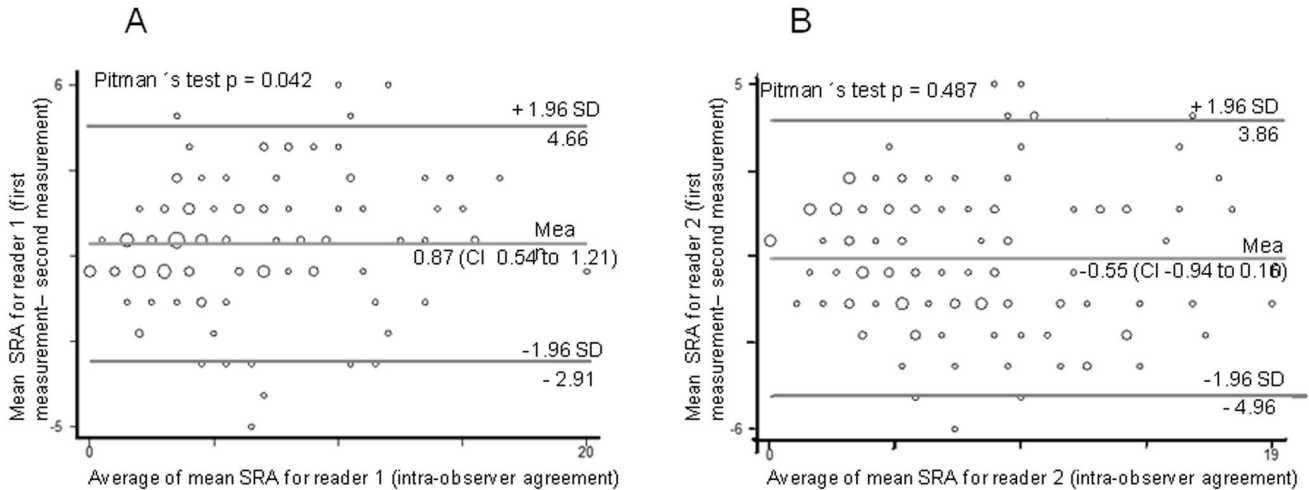 A
B
6
Pitman ´s test p = 0.042
+ 1.96 SD
4.66
Mea
n
0.87 (CI 0.54 to 1.21)
-1.96 SD
- 2.91
-5
0
20
Mean SRA for reader 1 (first
measurement– second measurement)
Average of mean SRA for reader 1 (intra-observer agreement)
5
Pitman ´s test p = 0.487
+ 1.96 SD
3.86
Mea
-0.55 (CI -0.94 to 0.16)
-1.96 SD
- 4.96
-6
0
19
Mean SRA for reader 2 (first
measurement– second measurement)
Average of mean SRA for reader 2 (intra-observer agreement)